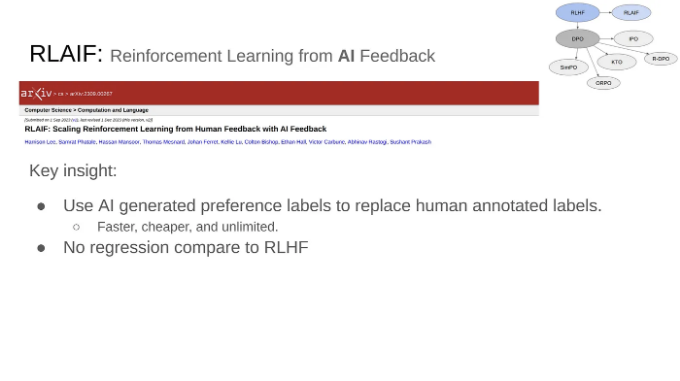 RLHF
RLAIF
DPO
IPO
R-DPO
KTO
SimPO
ORPO
RLAIF: Reinforcement Learning from AI Feedback
arXiv > cs > arXiv:2309.00267
Computer Science > Computation and Language
[Submitted on 1 Sep 2023 (v1), last revised 1 Dec 2023 (this version, v2)]
RLAIF: Scaling Reinforcement Learning from Human Feedback with AI Feedback
Harrison Lee, Samrat Phatale, Hassan Mansoor, Thomas Mesnard, Johan Ferret, Kellie Lu, Colton Bishop, Ethan Hall, Victor Carbune, Abhinav Rastogi, Sushant Prakash
Key insight:
● Use AI generated preference labels to replace human annotated labels.
○ Faster, cheaper, and unlimited.
● No regression compare to RLHF